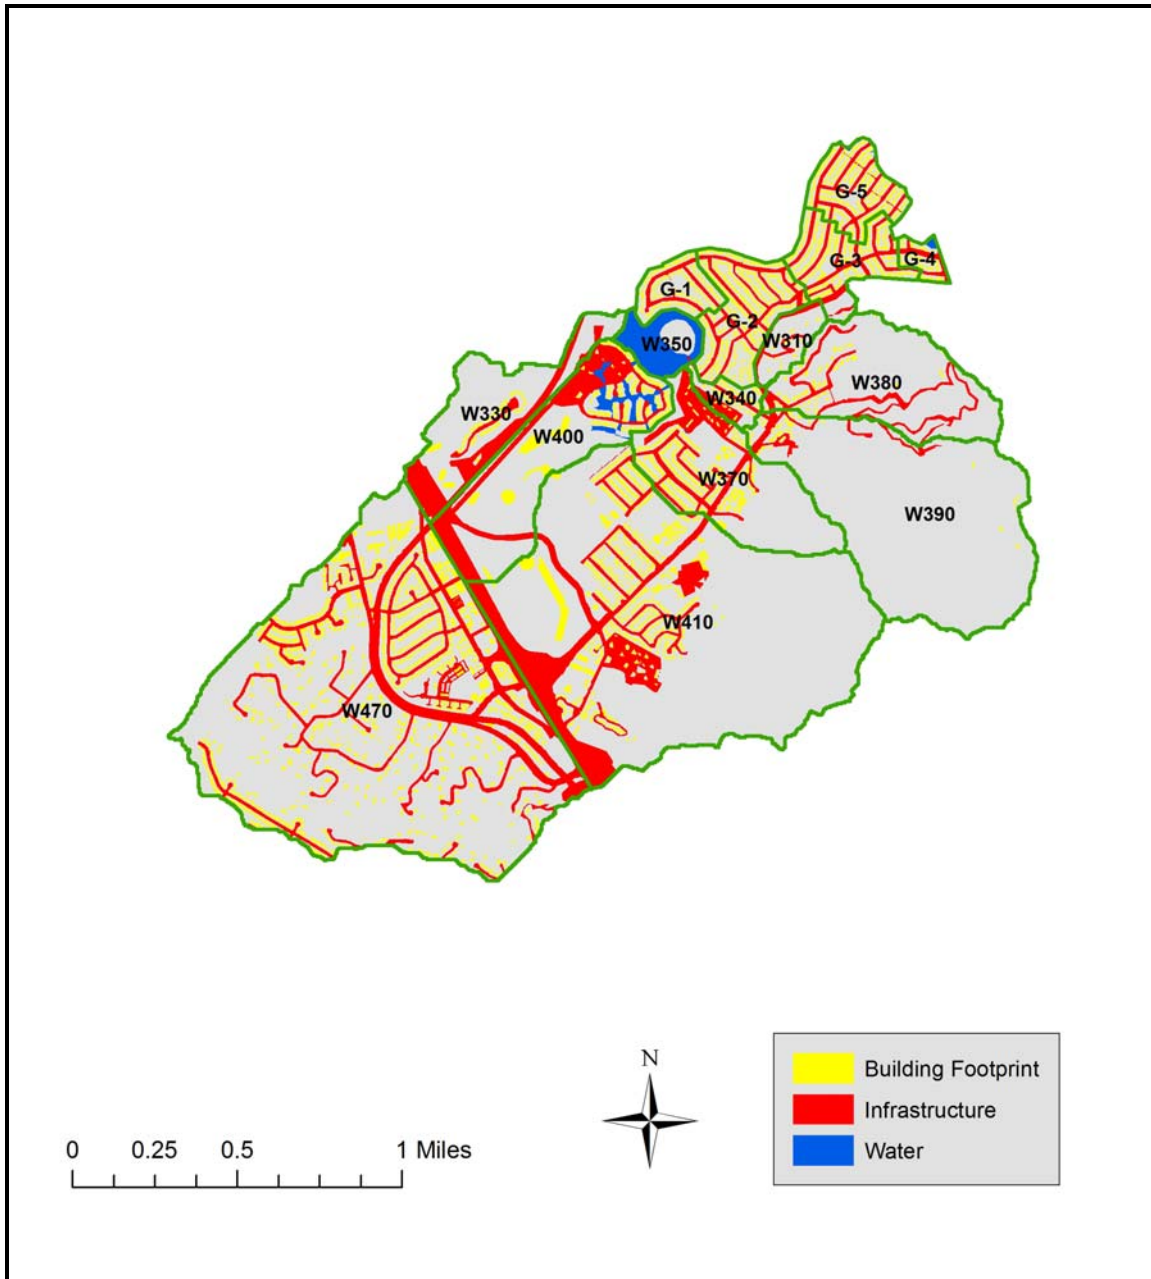 G-5
G-3
G-4
G-1
G-2
W310
W350
W380
W340
W330
W400
W370
W390
W410
W470
N
Building Footprint
Infrastructure
Water
0 0.25 0.5 1 Miles